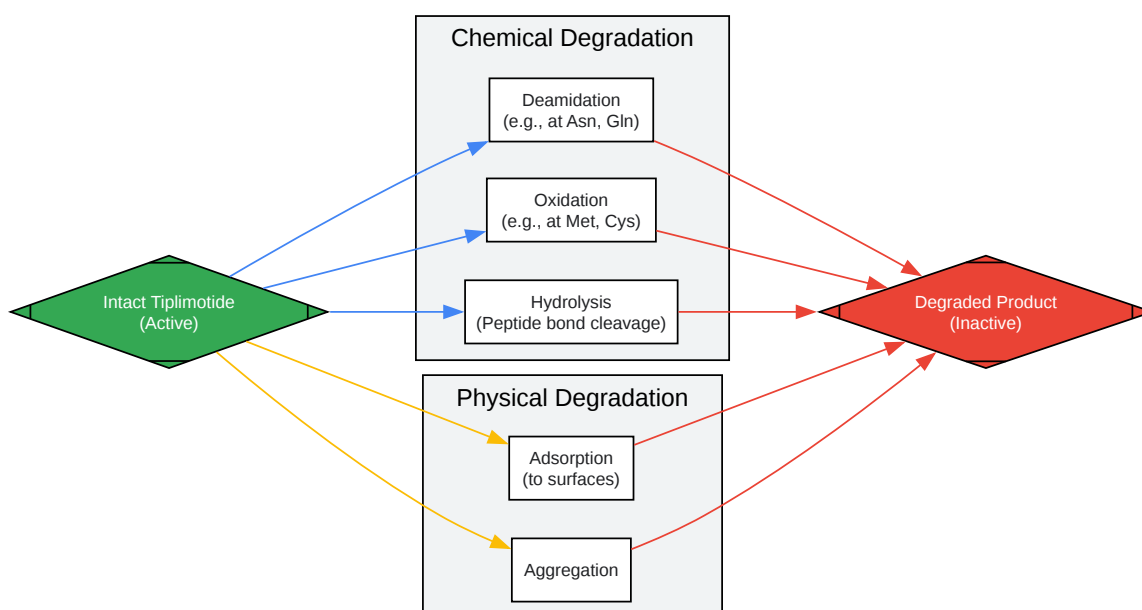 Chemical Degradation
Deamidation
(e.g., at Asn, Gln)
Oxidation
(e.g., at Met, Cys)
Intact Tiplimotide
(Active)
Hydrolysis
(Peptide bond cleavage)
Degraded Product
(Inactive)
Physical Degradation
Adsorption
(to surfaces)
Aggregation